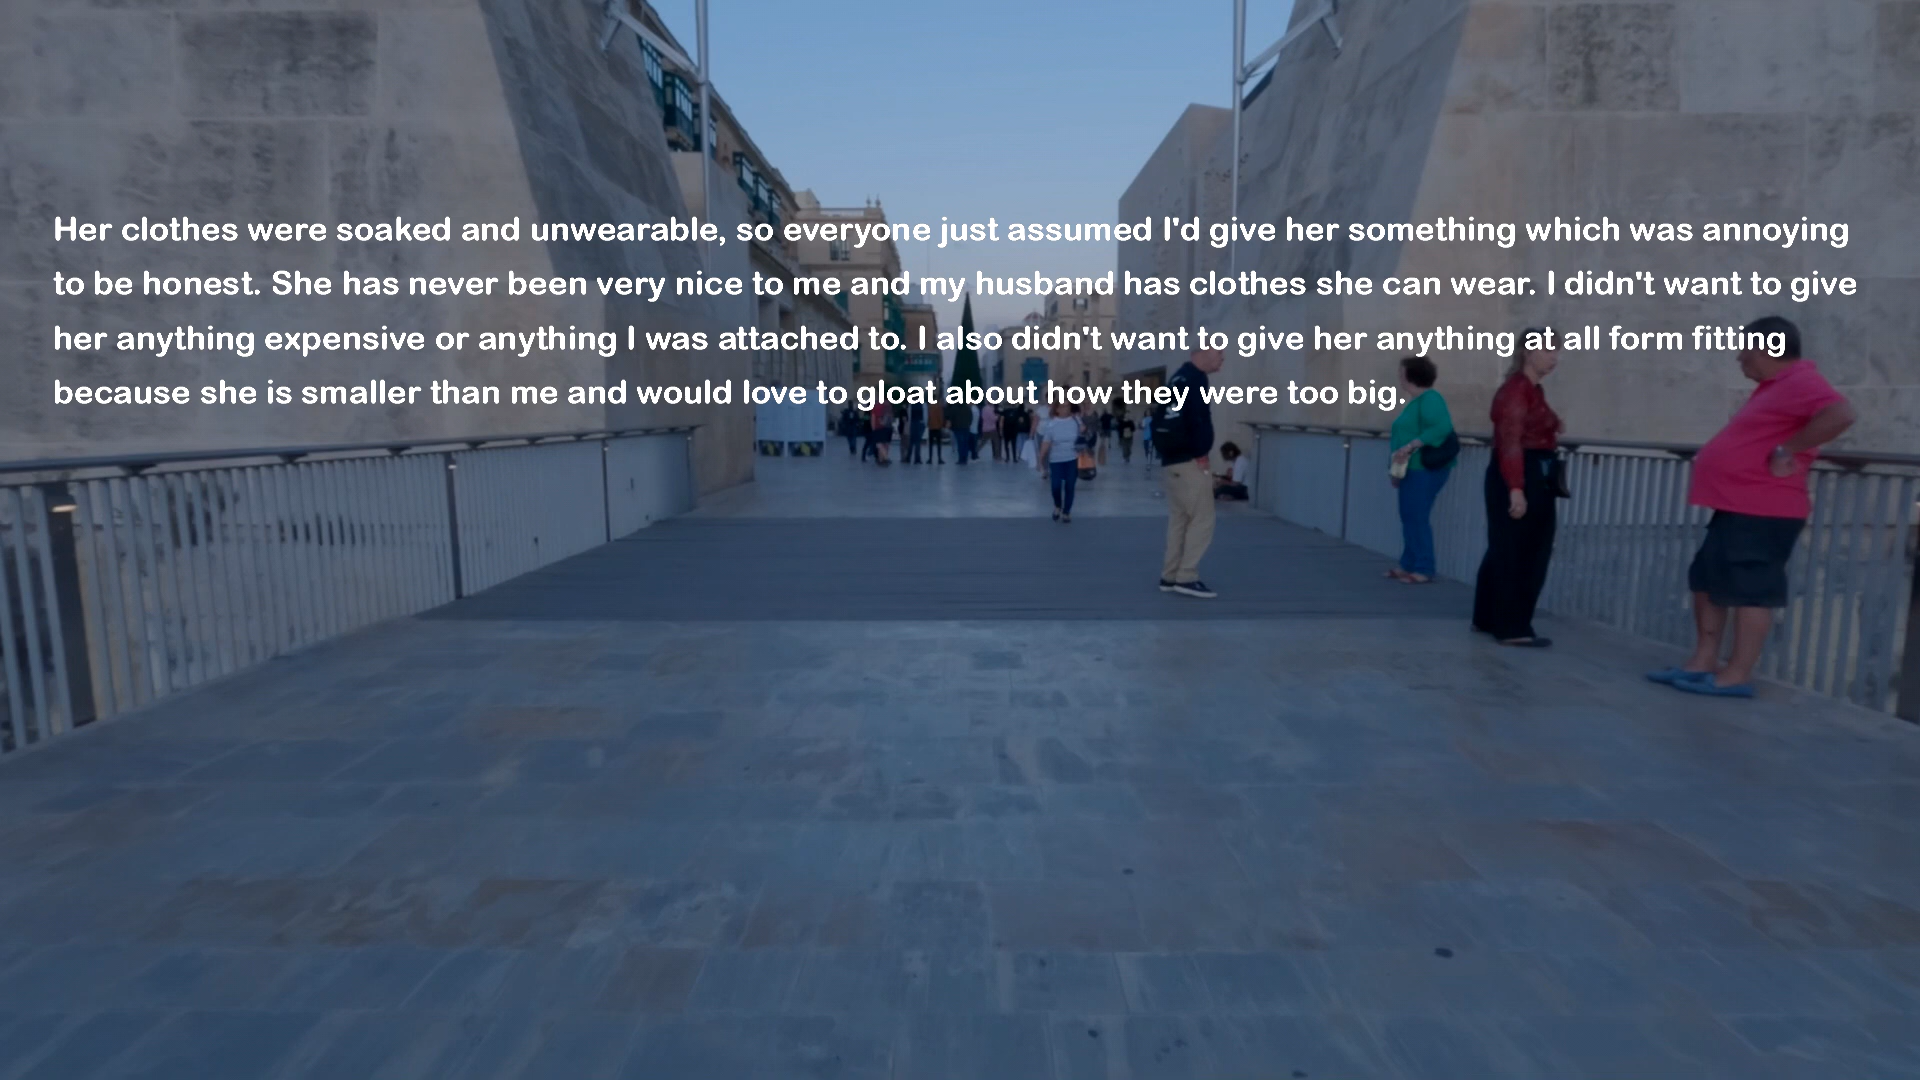 Her clothes were soaked and unwearable, so everyone just assumed I'd give her something which was annoying
to be honest. She has never been very nice to me and my husband has clothes she can wear. I didn't want to give
her anything expensive or anything I was attached to. I also didn't want to give her anything at all form fitting
because she is smaller than me and would love to gloat about how they were too big.